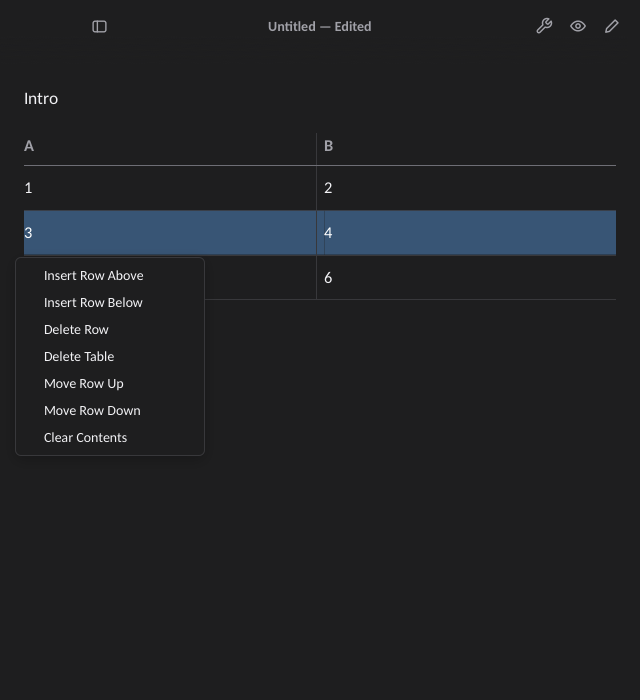 Untitled — Edited
Intro
A B
1 2
3 4
6
Insert Row Above
Insert Row Below
Delete Row
Delete Table
Move Row Up
Move Row Down
Clear Contents